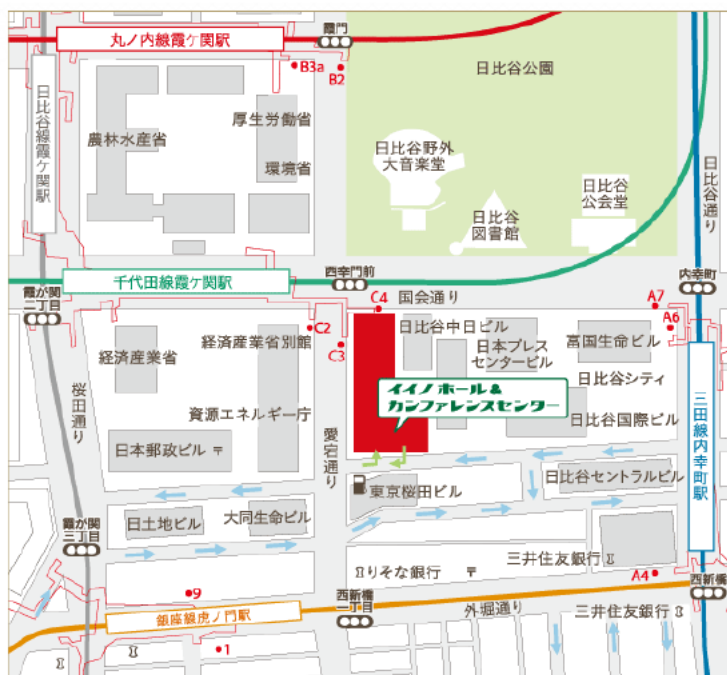 丸ノ内線霞ケ関駅
霞門
B3a
B2
日比谷公園
日比谷線霞ケ関駅
農林水産省
厚生労働省
環境省
日比谷野外
大音楽堂
日比谷
図書館
日比谷
公会堂
日比谷通り
千代田線霞ケ関駅
西幸門前
内幸町
霞が関
二丁目
C4
国会通り
A7
A6
C2
C3
経済産業省
経済産業省別館
日比谷中日ビル
日本プレス
センタービル
富国生命ビル
日比谷シティ
イイノホール&
カンファレンスセンター
桜田通り
資源エネルギー庁
愛宕通り
日比谷国際ビル
三田線内幸町駅
日本郵政ビル 〒
東京桜田ビル
日比谷セントラルビル
日土地ビル
大同生命ビル
霞が関
三丁目
りそな銀行
〒
三井住友銀行
A4
西新橋
9
銀座線虎ノ門駅
西新橋
一丁目
外堀通り
三井住友銀行
1